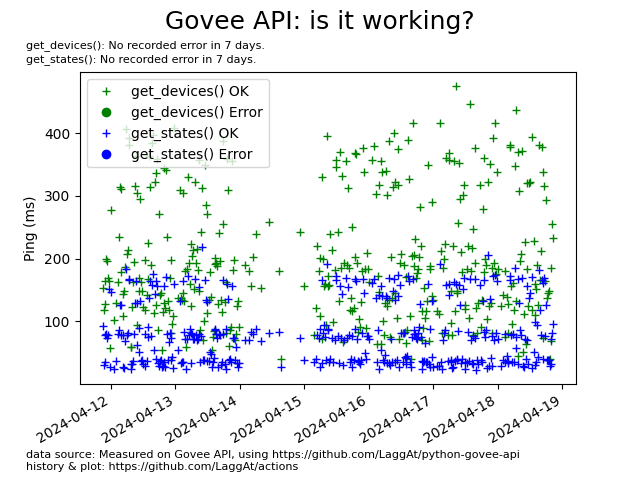 Govee API: is it working?
get_devices(): No recorded error in 7 days.
get_states(): No recorded error in 7 days.
get_devices() OK
get_devices() Error
get_states() OK
get_states() Error
Ping (ms)
400
300
200
100
2024-04-12
2024-04-13
2024-04-14
2024-04-15
2024-04-16
2024-04-17
2024-04-18
2024-04-19
data source: Measured on Govee API, using https://github.com/LaggAt/python-govee-api
history & plot: https://github.com/LaggAt/actions